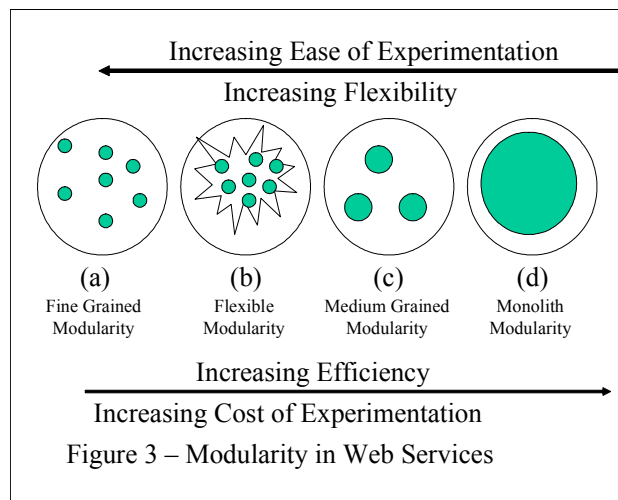 Increasing Ease of Experimentation
Increasing Flexibility
(a) (b) (c) (d)
Fine Grained Flexible Medium Grained Monolith
Modularity Modularity Modularity Modularity
Increasing Efficiency
Increasing Cost of Experimentation
Figure 3 – Modularity in Web Services